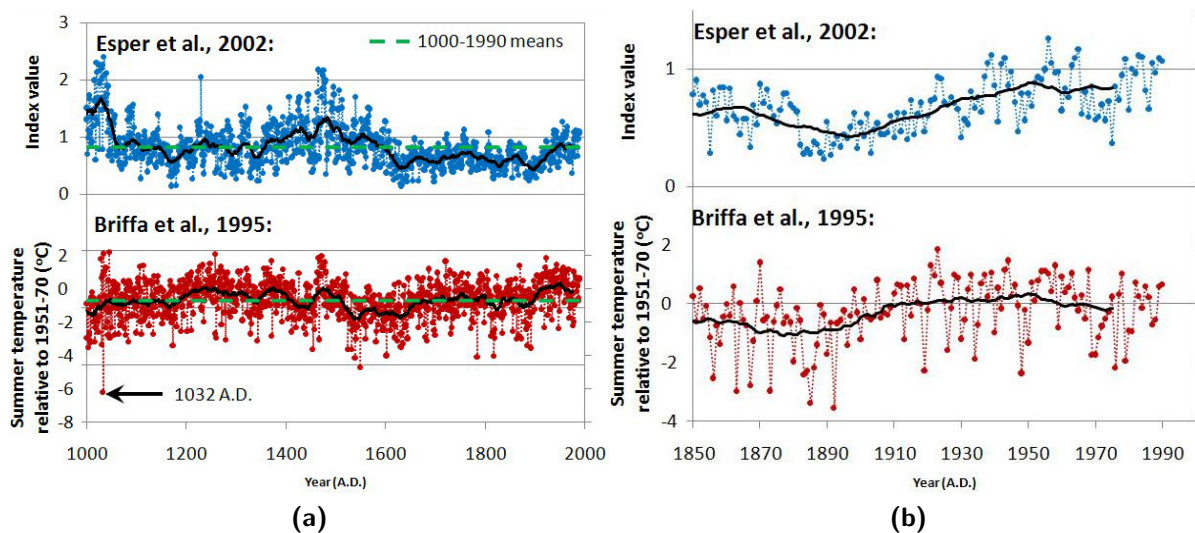 3
Esper et al., 2002:
1000-1990 means
2
1
0
Index value
Briffa et al., 1995:
2
0
-2
-4
-6
-8
Summer temperature
relative to 1951-70 (°C)
1032 A.D.
1000 1200 1400 1600 1800 2000
Year (A.D.)
(a)
Esper et al., 2002:
1
0
Index value
Briffa et al., 1995:
2
0
-2
-4
Summer temperature
relative to 1951-70 (°C)
1850 1870 1890 1910 1930 1950 1970 1990
Year (A.D.)
(b)